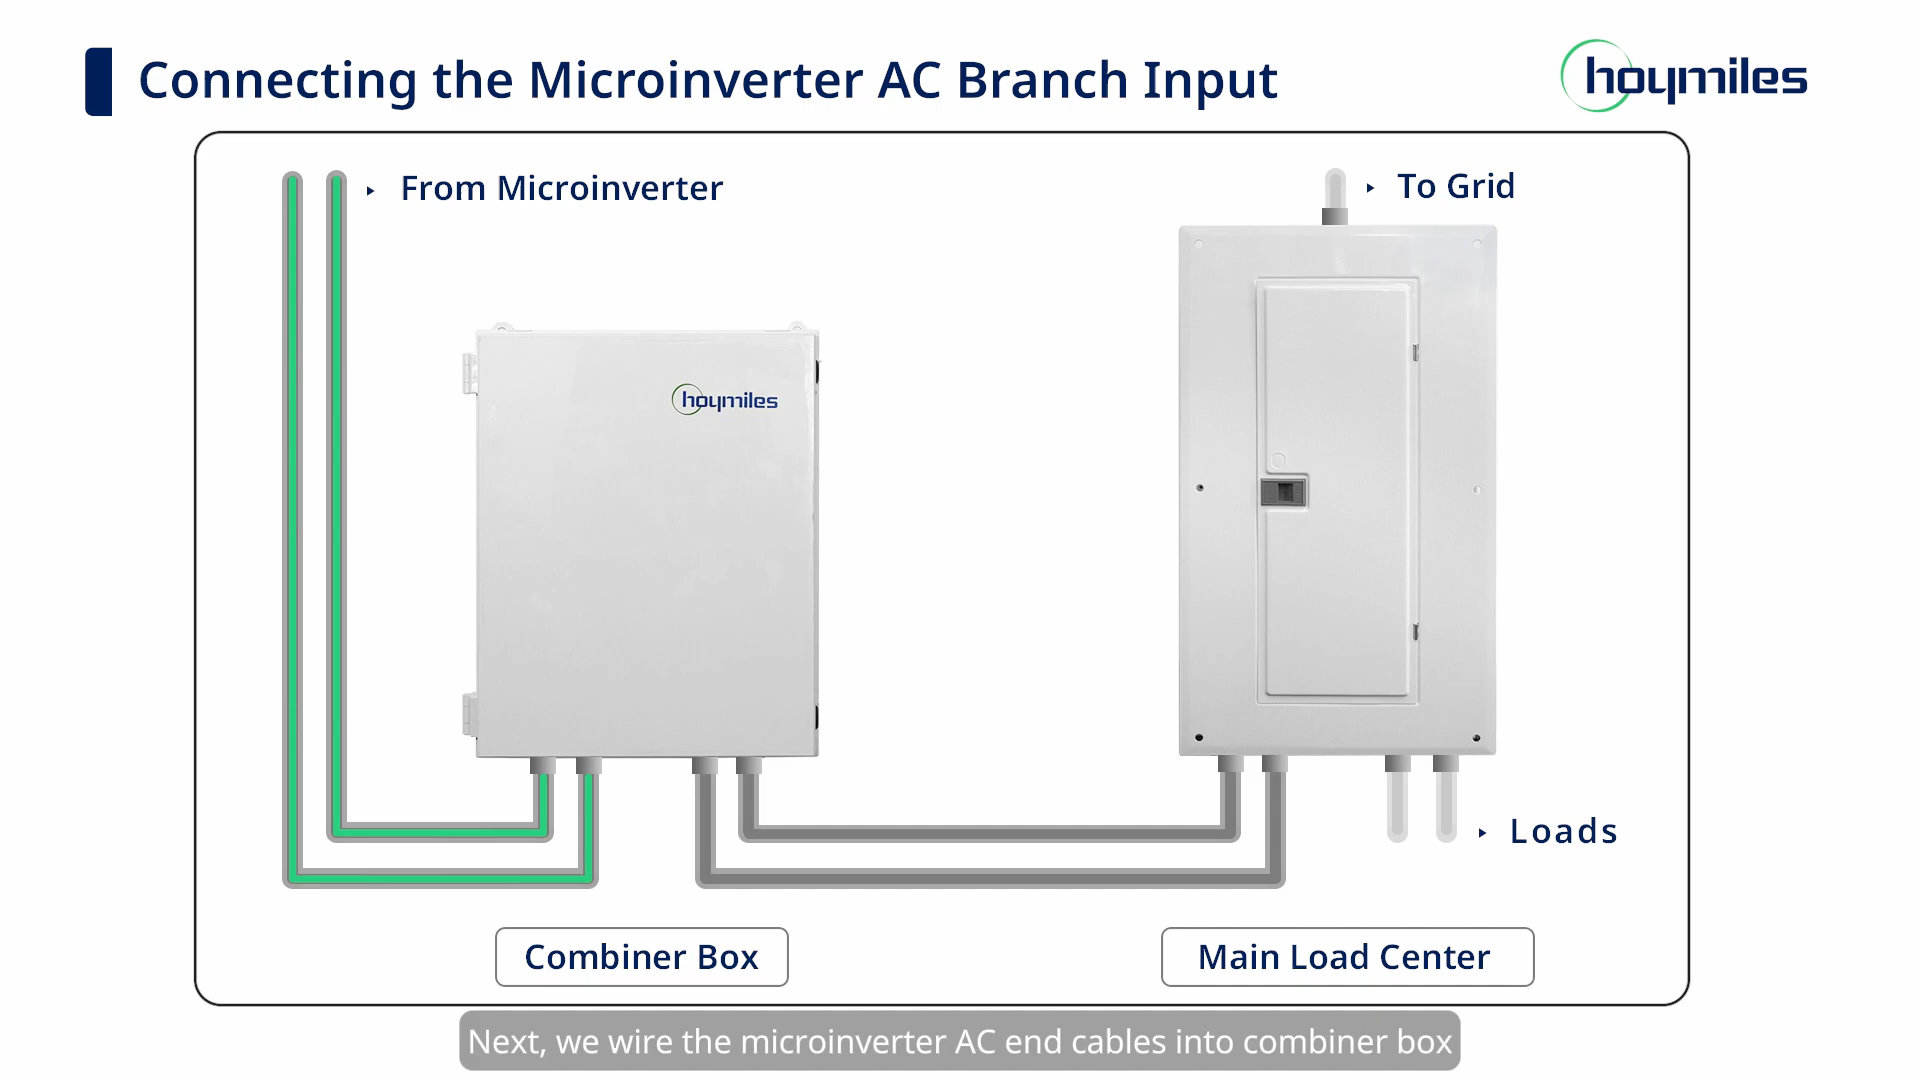 Connecting the Microinverter AC Branch Input
hoymiles
From Microinverter
To Grid
hoymiles
Loads
Combiner Box
Main Load Center
Next, we wire the microinverter AC end cables into combiner box